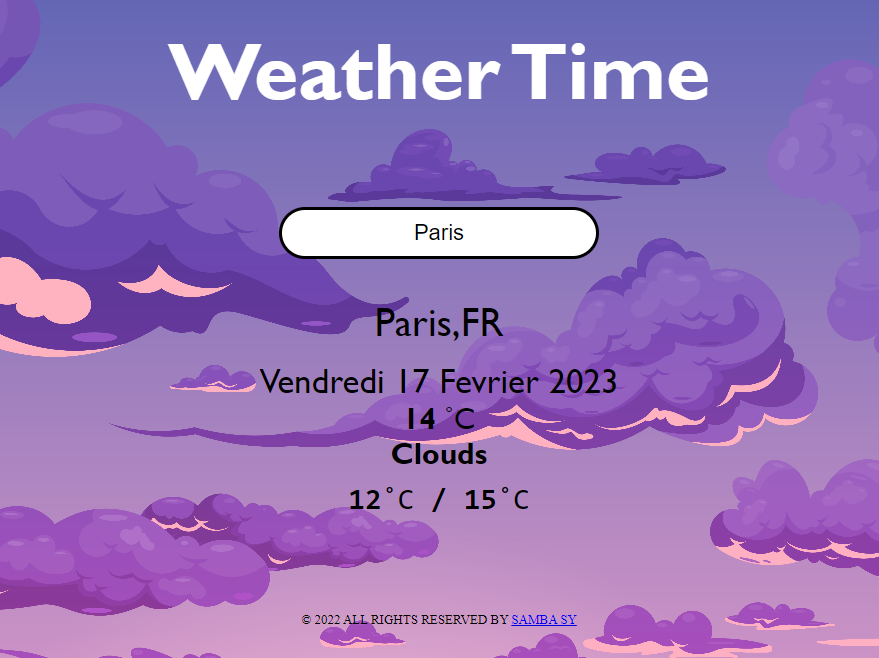 Weather Time
Paris
Paris,FR
Vendredi 17 Fevrier 2023
14 °C
Clouds
12°C / 15°C
© 2022 ALL RIGHTS RESERVED BY SAMBA SY